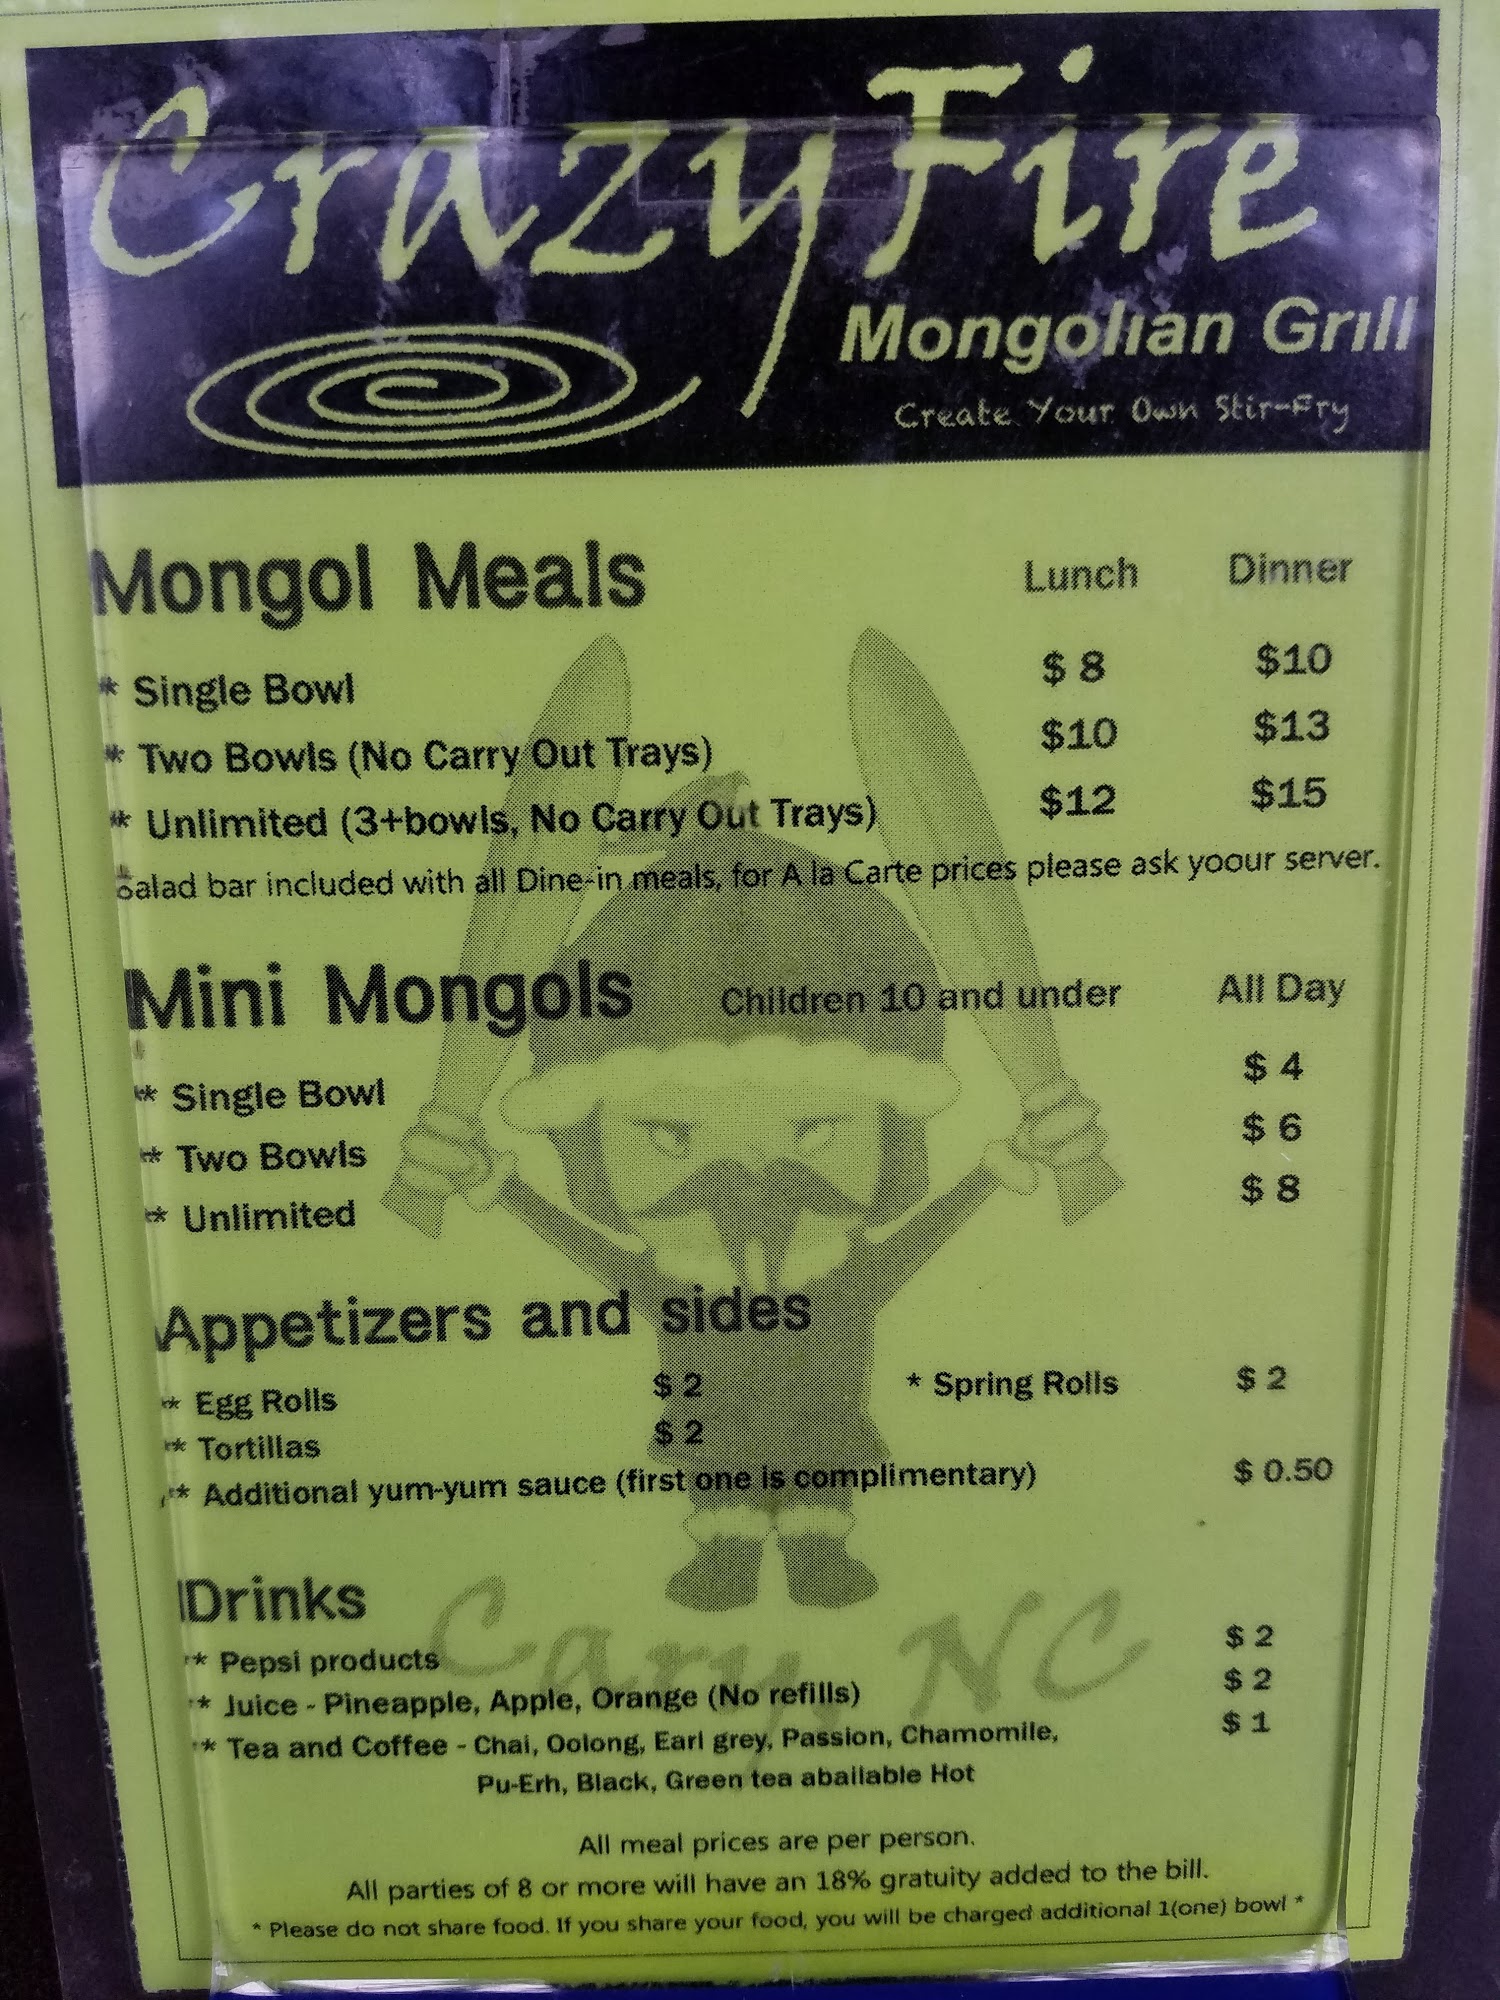 CrazyFire
Mongolian Grill
Create Your Own Stir-Fry
Mongol Meals Lunch Dinner
* Single Bowl $ 8 $10
* Two Bowls (No Carry Out Trays) $10 $13
* Unlimited (3+bowls, No Carry Out Trays) $12 $15
Salad bar included with all Dine-in meals, for A la Carte prices please ask yoour server.
Mini Mongols Children 10 and under All Day
* Single Bowl $ 4
* Two Bowls $ 6
* Unlimited $ 8
Appetizers and sides
* Egg Rolls $ 2 * Spring Rolls $ 2
* Tortillas $ 2
* Additional yum-yum sauce (first one is complimentary) $ 0.50
Drinks
Cary, NC
* Pepsi products $ 2
* Juice - Pineapple, Apple, Orange (No refills) $ 2
* Tea and Coffee - Chai, Oolong, Earl grey, Passion, Chamomile, $ 1
Pu-Erh, Black, Green tea abailable Hot
All meal prices are per person.
All parties of 8 or more will have an 18% gratuity added to the bill.
* Please do not share food. If you share your food, you will be charged additional 1(one) bowl *